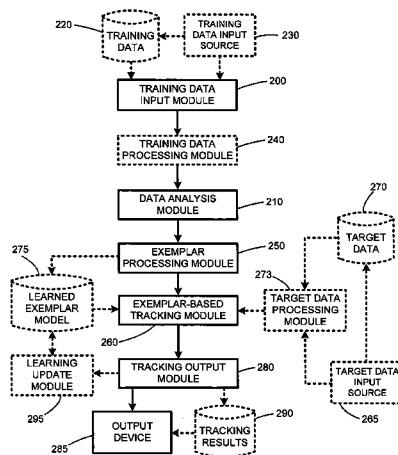 220
TRAINING
DATA
TRAINING
DATA INPUT
SOURCE
230
TRAINING DATA
INPUT MODULE
200
TRAINING DATA
PROCESSING MODULE
240
DATA ANALYSIS
MODULE
210
EXEMPLAR
PROCESSING MODULE
250
275
LEARNED
EXEMPLAR
MODEL
EXEMPLAR-BASED
TRACKING MODULE
260
270
TARGET
DATA
273
TARGET DATA
PROCESSING
MODULE
LEARNING
UPDATE
MODULE
295
TRACKING OUTPUT
MODULE
280
TARGET DATA
INPUT
SOURCE
265
OUTPUT
DEVICE
285
TRACKING
RESULTS
290